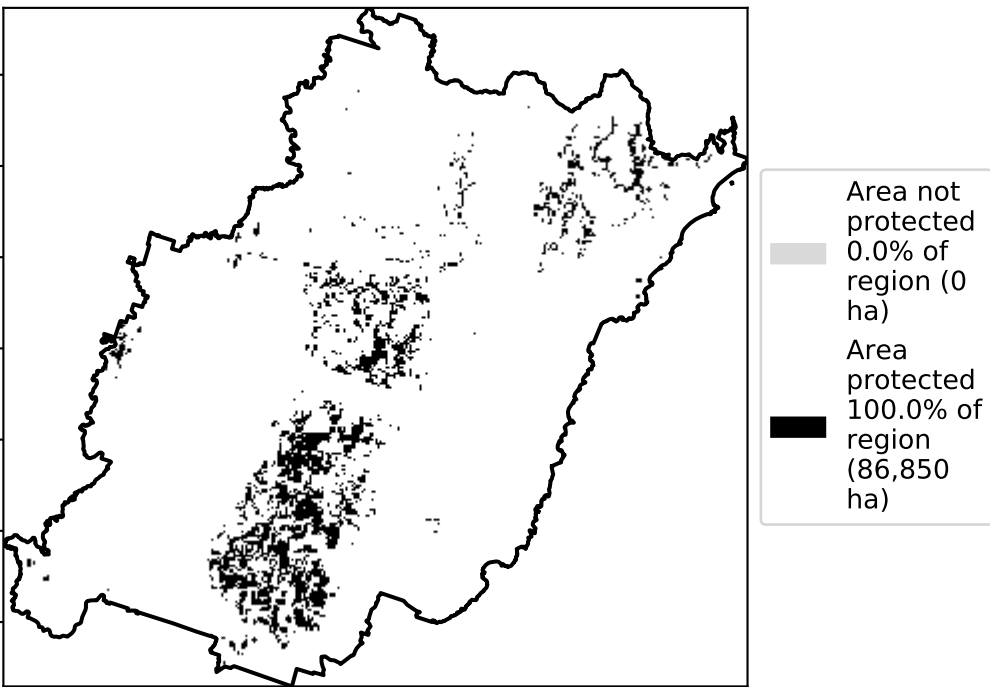 Area not
protected
0.0% of
region (0
ha)
Area
protected
100.0% of
region
(86,850
ha)